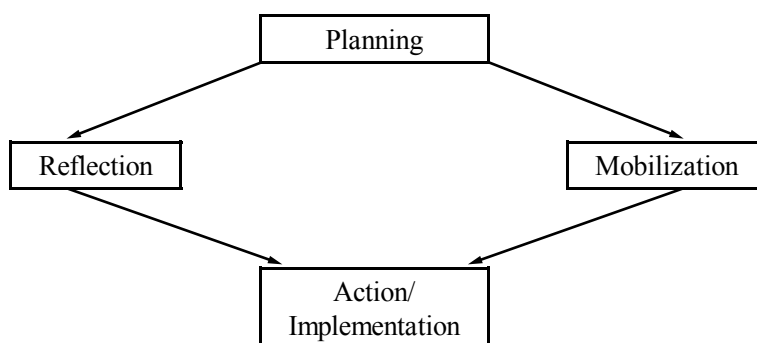 Planning
Reflection
Mobilization
Action/
Implementation